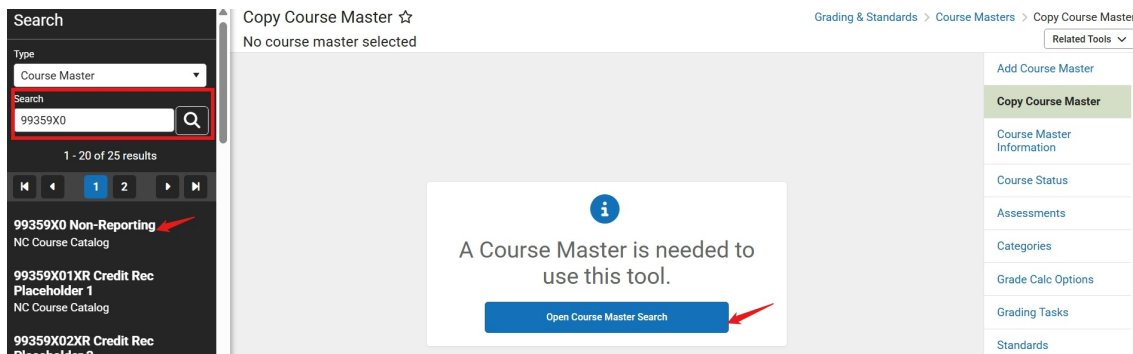 Search
Type
Course Master
Search
99359X0
1 - 20 of 25 results
1 2
99359X0 Non-Reporting
NC Course Catalog
99359X01XR Credit Rec
Placeholder 1
NC Course Catalog
99359X02XR Credit Rec
Copy Course Master
No course master selected
Grading & Standards > Course Masters > Copy Course Master
Related Tools
A Course Master is needed to
use this tool.
Open Course Master Search
Add Course Master
Copy Course Master
Course Master
Information
Course Status
Assessments
Categories
Grade Calc Options
Grading Tasks
Standards